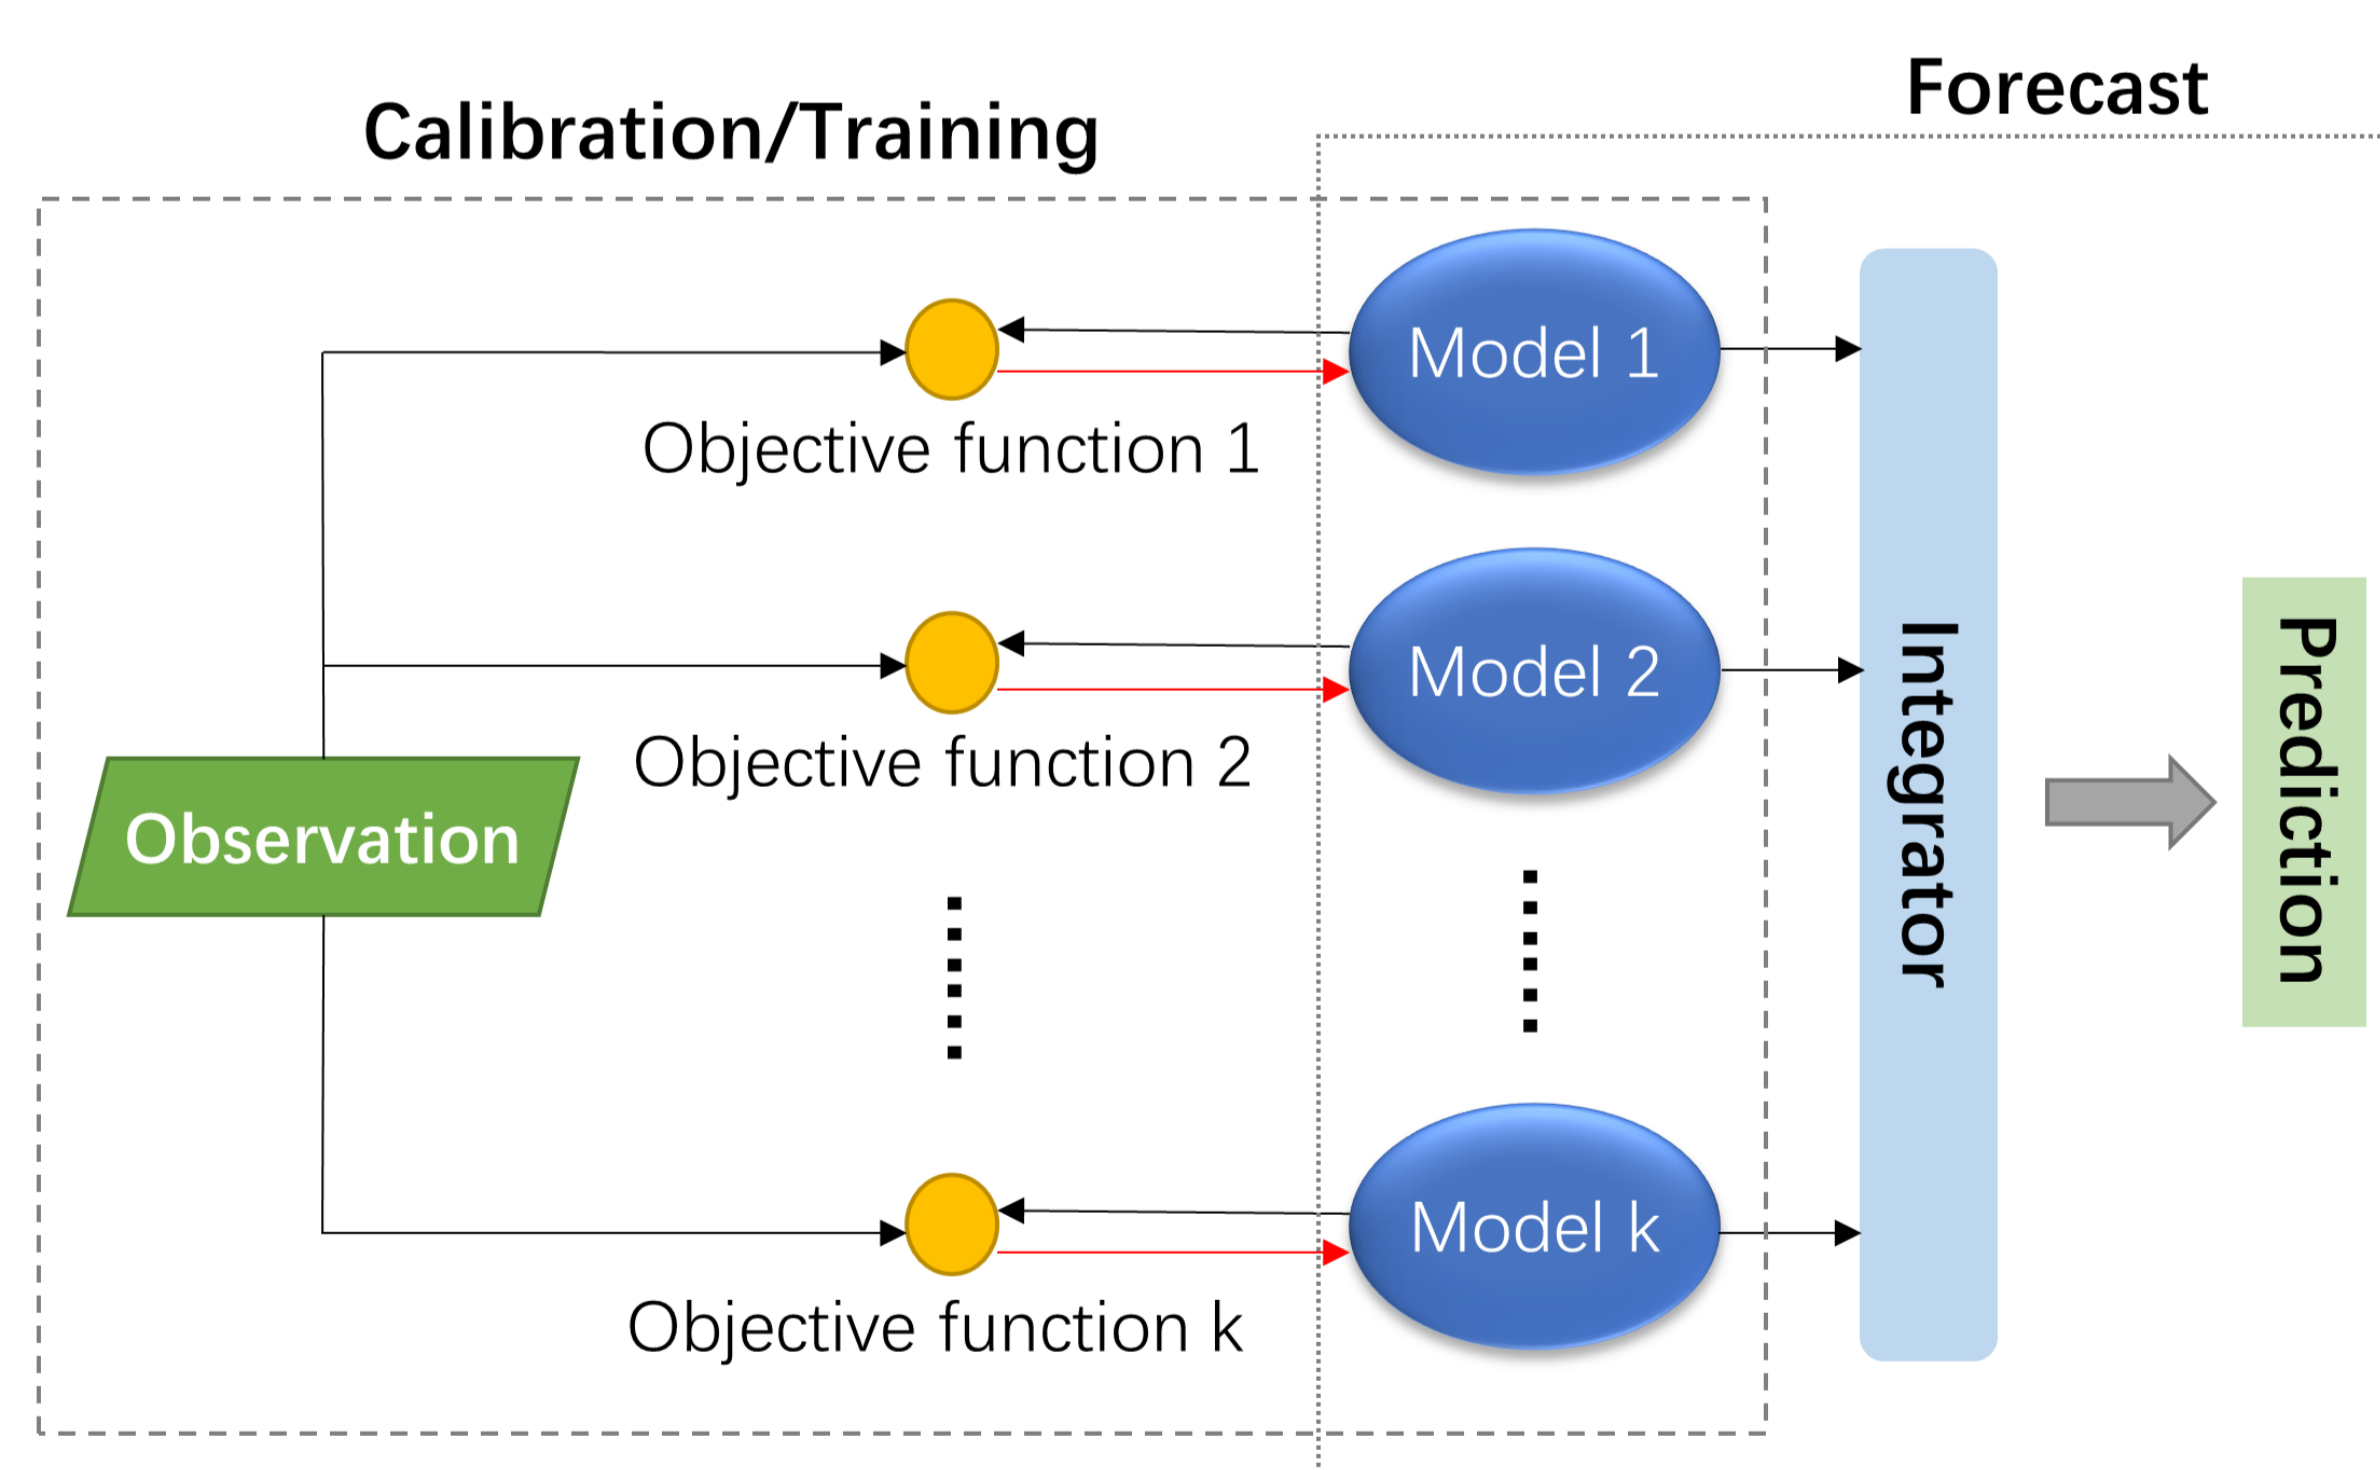 Forecast
Calibration/Training
Model 1
Objective function 1
Model 2
Objective function 2
Observation
Integrator
Prediction
Model k
Objective function k